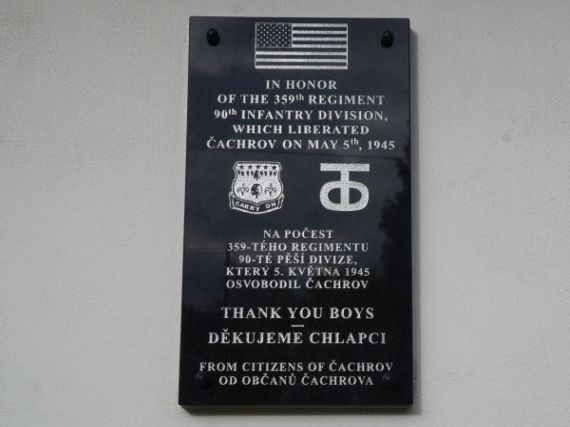 IN HONOR
OF THE 359th REGIMENT
90th INFANTRY DIVISION,
WHICH LIBERATED
ČACHROV ON MAY 5th, 1945
CARRY ON
TO
NA POČEST
359-TÉHO REGIMENTU
90-TÉ PĚŠÍ DIVIZE,
KTERÝ 5. KVĚTNA 1945
OSVOBODIL ČACHROV
THANK YOU BOYS
—
DĚKUJEME CHLAPCI
FROM CITIZENS OF ČACHROV
OD OBČANŮ ČACHROVA